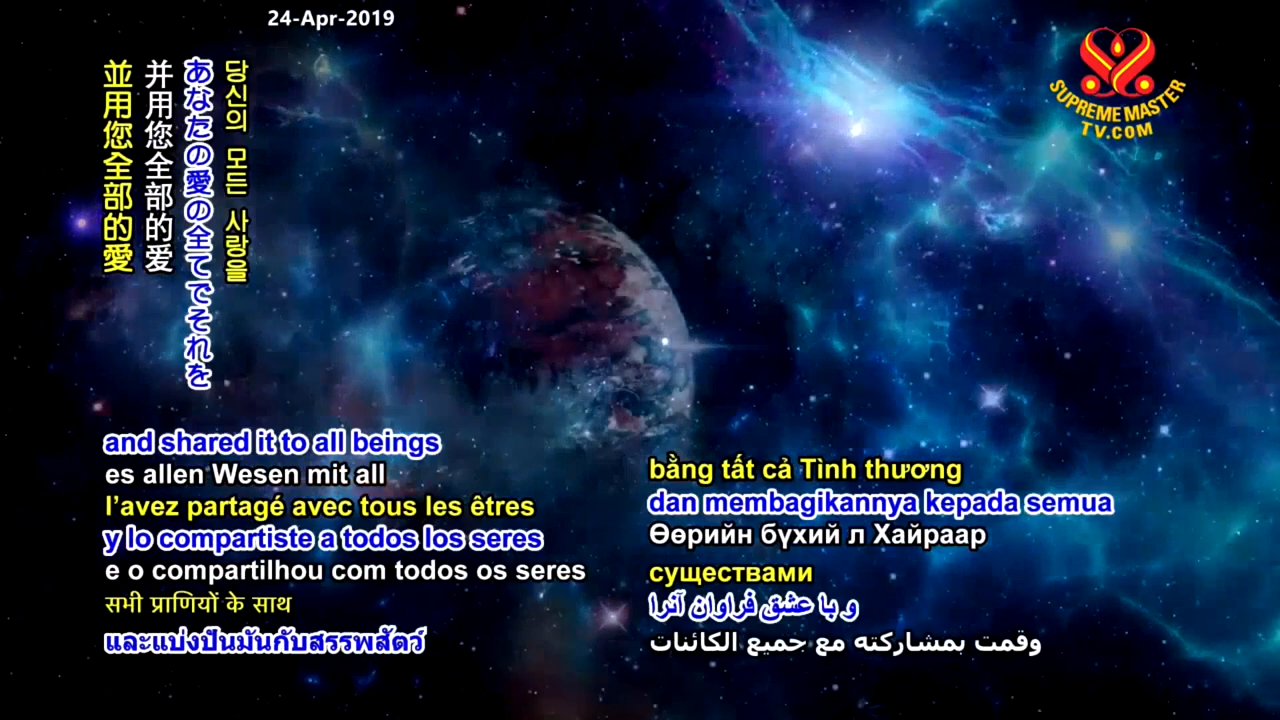 24-Apr-2019
SUPREME MASTER
TV.COM
당신의 모든 사랑을
あなたの愛の全てでそれを
并用您全部的爱
並用您全部的愛
and shared it to all beings
es allen Wesen mit all
l’avez partagé avec tous les êtres
y lo compartiste a todos los seres
e o compartilhou com todos os seres
सभी प्राणियों के साथ
และแบ่งปันมันกับสรรพสัตว์
bằng tất cả Tình thương
dan membagikannya kepada semua
Өөрийн бүхий л Хайраар
существами
و با عشق فراوان آنرا
وقمت بمشاركته مع جميع الكائنات